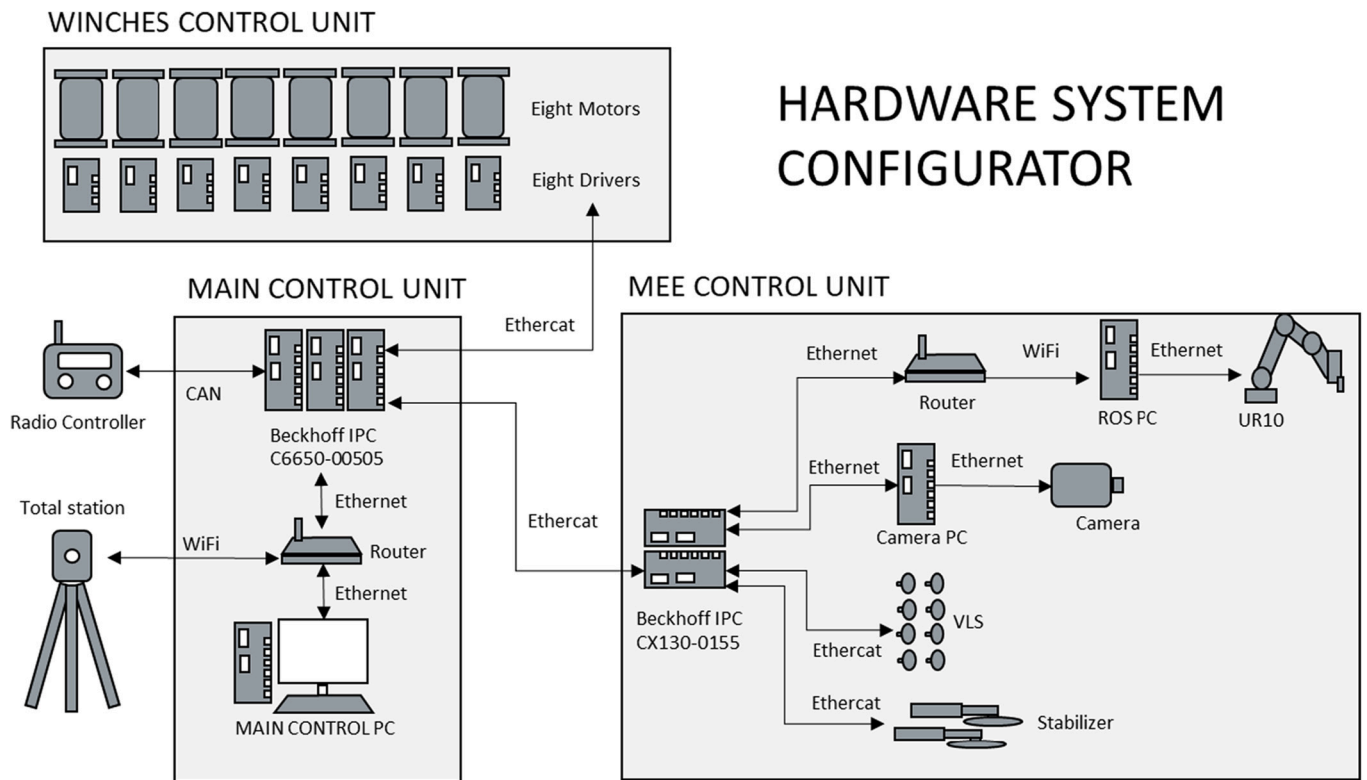 WINCHES CONTROL UNIT
Eight Motors
Eight Drivers
HARDWARE SYSTEM
CONFIGURATOR
MAIN CONTROL UNIT
Ethercat
Radio Controller
CAN
Beckhoff IPC
C6650-00505
Ethernet
Total station
WiFi
Router
Ethernet
MAIN CONTROL PC
Ethercat
MEE CONTROL UNIT
Ethernet
Router
WiFi
ROS PC
Ethernet
UR10
Ethernet
Camera PC
Ethernet
Camera
Beckhoff IPC
CX130-0155
VLS
Ethercat
Ethercat
Stabilizer